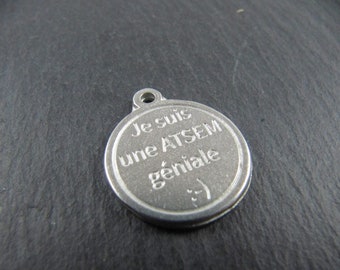 Je suis
une ATSEM
géniale
;-)